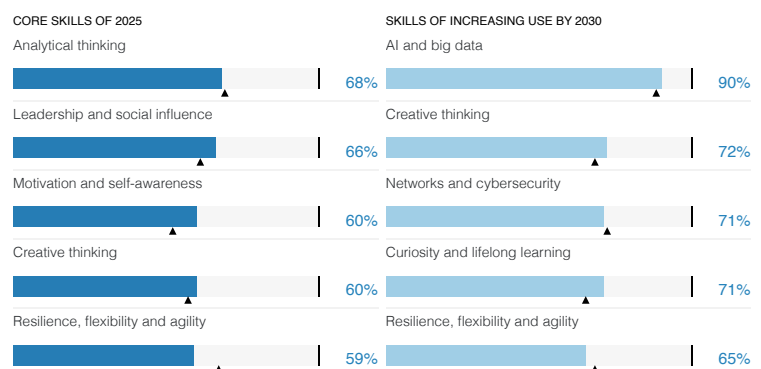 CORE SKILLS OF 2025
Analytical thinking
68%
Leadership and social influence
66%
Motivation and self-awareness
60%
Creative thinking
60%
Resilience, flexibility and agility
59%
SKILLS OF INCREASING USE BY 2030
AI and big data
90%
Creative thinking
72%
Networks and cybersecurity
71%
Curiosity and lifelong learning
71%
Resilience, flexibility and agility
65%